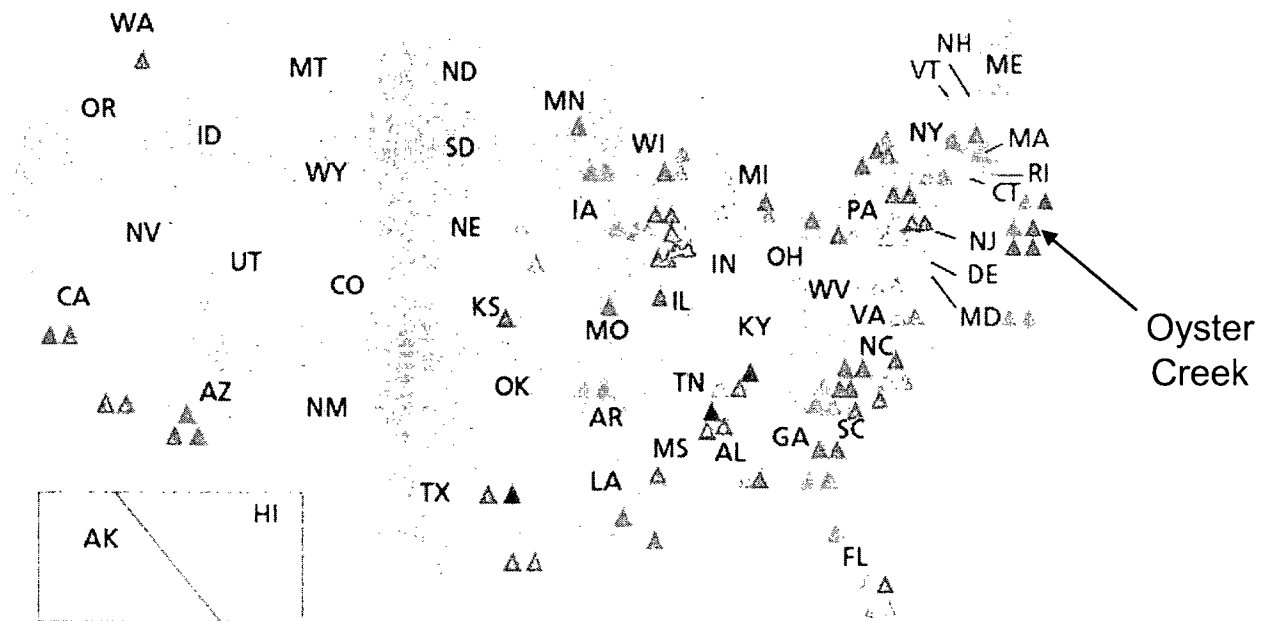 WA
MT
ND
MN
NH
VT
ME
OR
ID
SD
WI
NY
MA
WY
MI
RI
CT
IA
PA
NV
NE
NJ
UT
IN
OH
DE
CO
CA
WV
KS
IL
VA
MD
MO
KY
NC
Oyster
Creek
AZ
NM
OK
TN
AR
MS
AL
GA
SC
TX
LA
HI
AK
FL